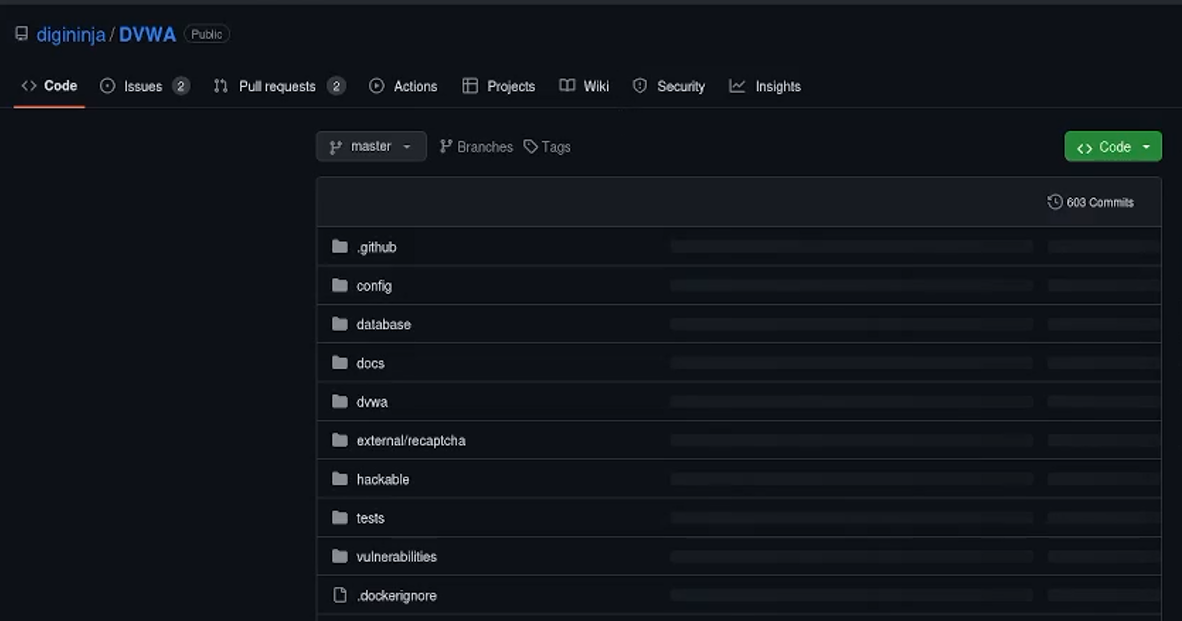 digininja / DVWA Public
Code Issues 2 Pull requests 2 Actions Projects Wiki Security Insights
master Branches Tags Code
603 Commits
.github
config
database
docs
dvwa
external/recaptcha
hackable
tests
vulnerabilities
.dockerignore